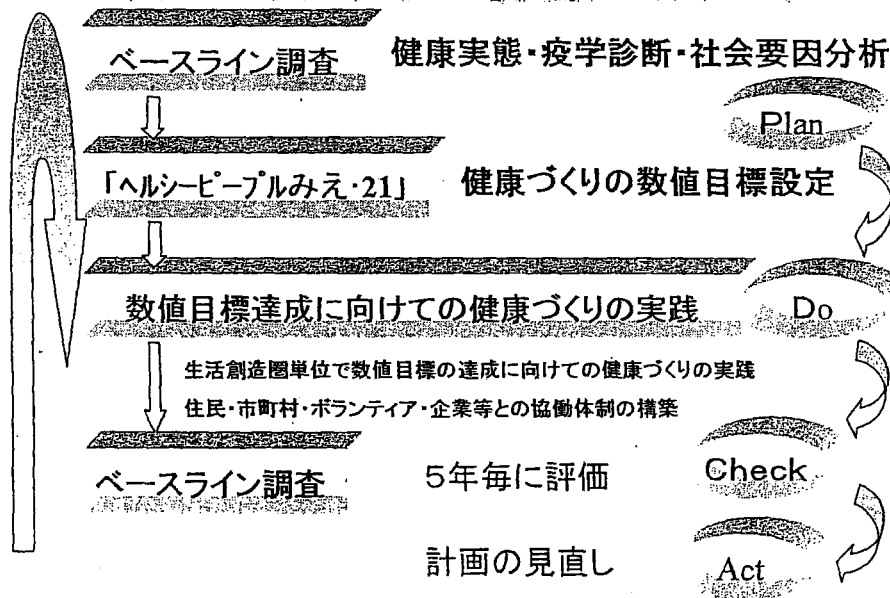 ベースライン調査 健康実態・疫学診断・社会要因分析
Plan
「ヘルシーピープルみえ・21」 健康づくりの数値目標設定
数値目標達成に向けての健康づくりの実践 Do
生活創造圏単位で数値目標の達成に向けての健康づくりの実践
住民・市町村・ボランティア・企業等との協働体制の構築
ベースライン調査 5年毎に評価 Check
計画の見直し Act